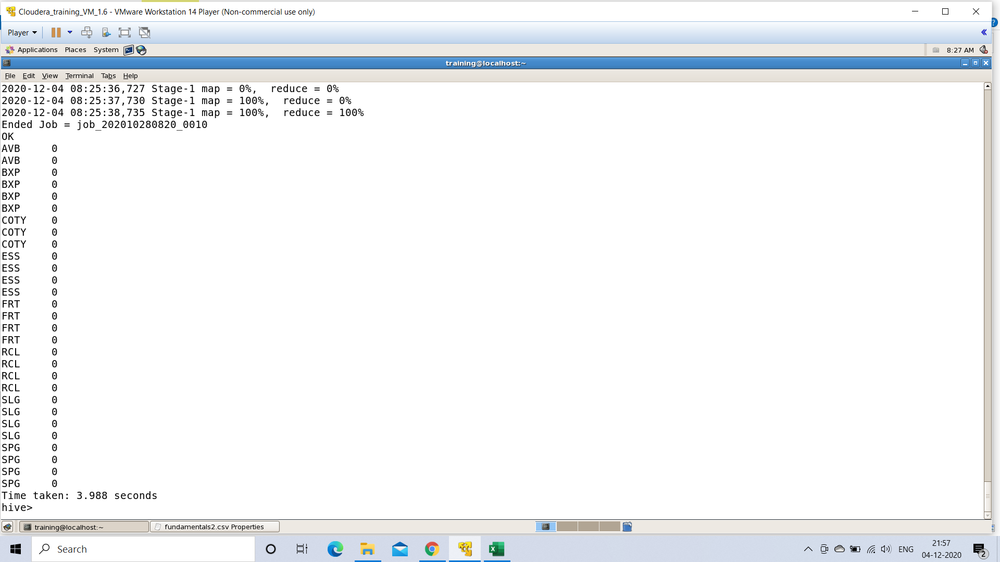 Cloudera_training_VM_1.6 - VMware Workstation 14 Player (Non-commercial use only)
Player
Applications Places System 8:27 AM
training@localhost:~
File Edit View Terminal Tabs Help
2020-12-04 08:25:36,727 Stage-1 map = 0%,  reduce = 0%
2020-12-04 08:25:37,730 Stage-1 map = 100%,  reduce = 0%
2020-12-04 08:25:38,735 Stage-1 map = 100%,  reduce = 100%
Ended Job = job_202010280820_0010
OK
AVB 0
AVB 0
BXP 0
BXP 0
BXP 0
BXP 0
COTY 0
COTY 0
COTY 0
ESS 0
ESS 0
ESS 0
ESS 0
FRT 0
FRT 0
FRT 0
FRT 0
RCL 0
RCL 0
RCL 0
RCL 0
SLG 0
SLG 0
SLG 0
SLG 0
SPG 0
SPG 0
SPG 0
SPG 0
Time taken: 3.988 seconds
hive>
training@localhost:~ fundamentals2.csv Properties
Search ENG 21:57
04-12-2020 2